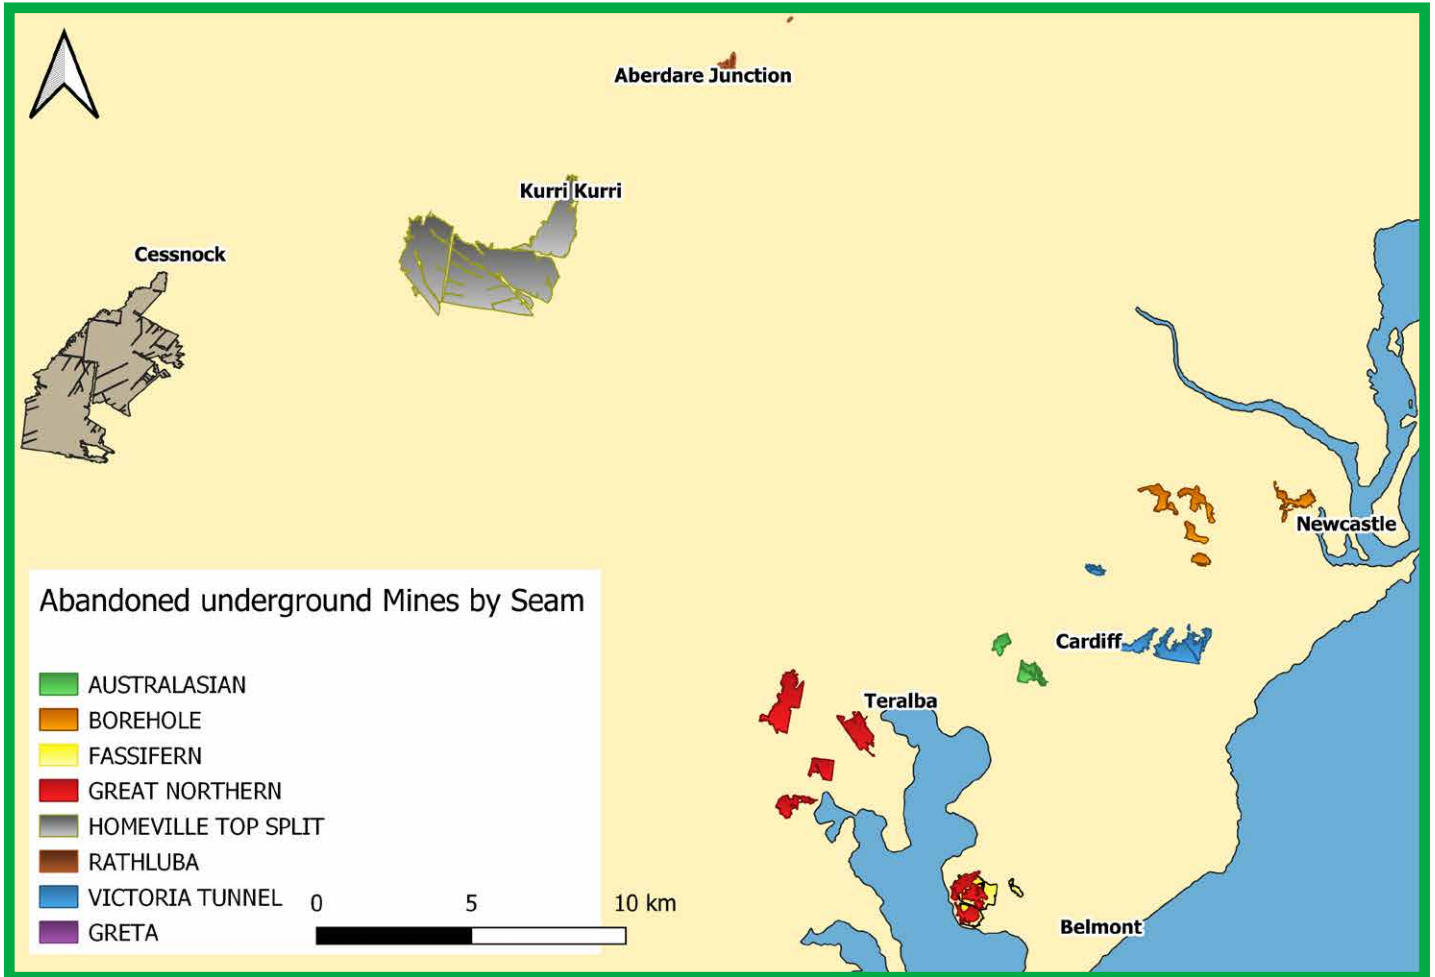 Aberdare Junction
Kurri Kurri
Cessnock
Newcastle
Cardiff
Teralba
Belmont
Abandoned underground Mines by Seam
AUSTRALASIAN
BOREHOLE
FASSIFERN
GREAT NORTHERN
HOMEVILLE TOP SPLIT
RATHLUBA
VICTORIA TUNNEL
GRETA
0 5 10 km